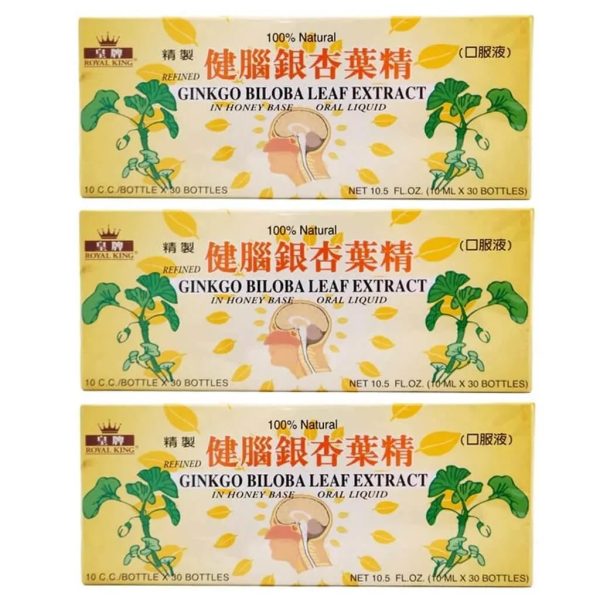 皇牌
ROYAL KING®
100% Natural
精製
REFINED
健腦銀杏葉精
(口服液)
GINKGO BILOBA LEAF EXTRACT
IN HONEY BASE ORAL LIQUID
10 C.C./BOTTLE X 30 BOTTLES
NET 10.5 FL.OZ. (10 ML X 30 BOTTLES)
皇牌
ROYAL KING®
100% Natural
精製
REFINED
健腦銀杏葉精
(口服液)
GINKGO BILOBA LEAF EXTRACT
IN HONEY BASE ORAL LIQUID
10 C.C./BOTTLE X 30 BOTTLES
NET 10.5 FL.OZ. (10 ML X 30 BOTTLES)
皇牌
ROYAL KING®
100% Natural
精製
REFINED
健腦銀杏葉精
(口服液)
GINKGO BILOBA LEAF EXTRACT
IN HONEY BASE ORAL LIQUID
10 C.C./BOTTLE X 30 BOTTLES
NET 10.5 FL.OZ. (10 ML X 30 BOTTLES)